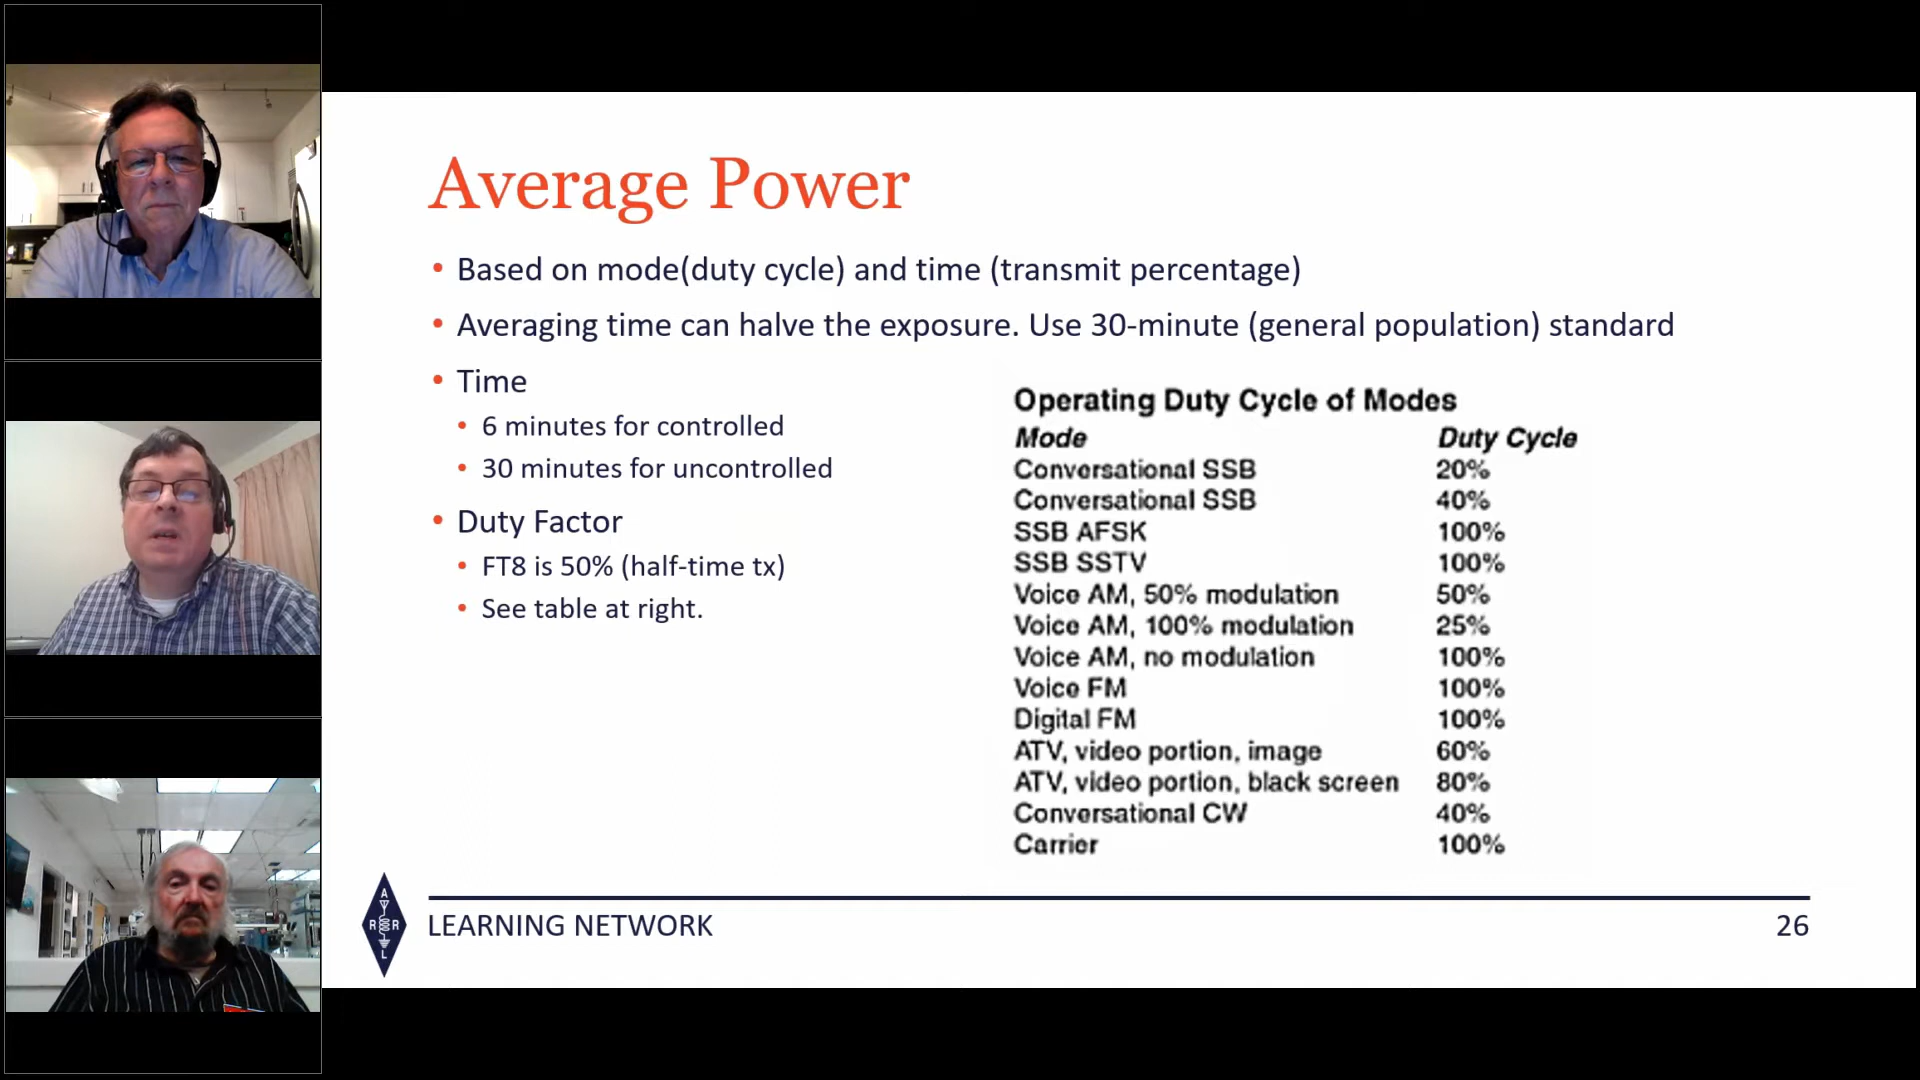 Average Power
• Based on mode(duty cycle) and time (transmit percentage)
• Averaging time can halve the exposure. Use 30-minute (general population) standard
• Time
• 6 minutes for controlled
• 30 minutes for uncontrolled
• Duty Factor
• FT8 is 50% (half-time tx)
• See table at right.
Operating Duty Cycle of Modes
Mode Duty Cycle
Conversational SSB 20%
Conversational SSB 40%
SSB AFSK 100%
SSB SSTV 100%
Voice AM, 50% modulation 50%
Voice AM, 100% modulation 25%
Voice AM, no modulation 100%
Voice FM 100%
Digital FM 100%
ATV, video portion, image 60%
ATV, video portion, black screen 80%
Conversational CW 40%
Carrier 100%
A
R R
L
LEARNING NETWORK
26